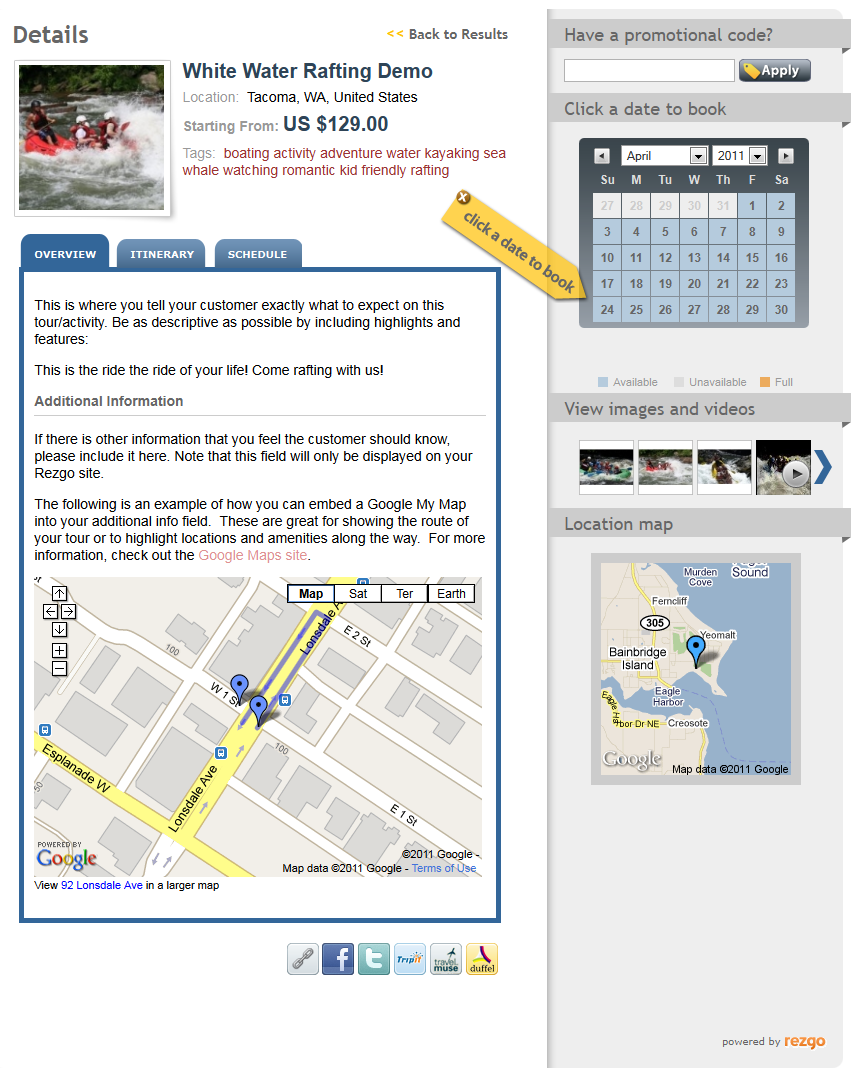 Details
<< Back to Results
White Water Rafting Demo
Location: Tacoma, WA, United States
Starting From: US $129.00
Tags: boating activity adventure water kayaking sea
whale watching romantic kid friendly rafting
click a date to book
OVERVIEW
ITINERARY
SCHEDULE
This is where you tell your customer exactly what to expect on this
tour/activity. Be as descriptive as possible by including highlights and
features:
This is the ride the ride of your life! Come rafting with us!
Additional Information
If there is other information that you feel the customer should know,
please include it here. Note that this field will only be displayed on your
Rezgo site.
The following is an example of how you can embed a Google My Map
into your additional info field. These are great for showing the route of
your tour or to highlight locations and amenities along the way. For more
information, check out the Google Maps site.
Map Sat Ter Earth
Lonsdale A
E 2 St
100
W 1 St
100
Esplanade W
Lonsdale Ave
E 1 St
POWERED BY
Google
©2011 Google -
Map data ©2011 Google - Terms of Use
View 92 Lonsdale Ave in a larger map
TripIt
travel
muse
duffel
Have a promotional code?
Apply
Click a date to book
April 2011
Su M Tu W Th F Sa
27 28 29 30 31 1 2
3 4 5 6 7 8 9
10 11 12 13 14 15 16
17 18 19 20 21 22 23
24 25 26 27 28 29 30
Available Unavailable Full
View images and videos
Location map
Sound
Murden
Cove
Ferncliff
305
Yeomalt
Bainbridge
Island
Eagle
Harbor
Eagle Ha
bor Dr NE
Creosote
Google
Map data ©2011 Google
powered by rezgo